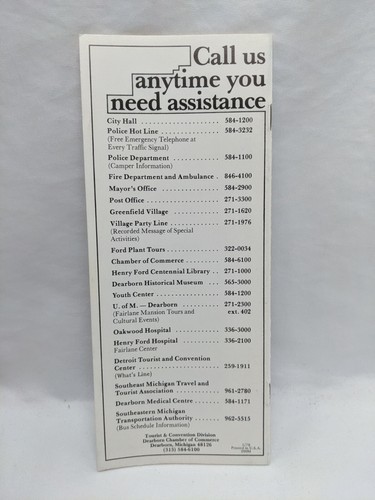 Call us
anytime you
need assistance
City Hall .................... 584-1200
Police Hot Line .............. 584-3232
(Free Emergency Telephone at
Every Traffic Signal)
Police Department ............ 584-1100
(Camper Information)
Fire Department and Ambulance . 846-4100
Mayor's Office ............... 584-2900
Post Office .................. 271-3300
Greenfield Village ........... 271-1620
Village Party Line ........... 271-1976
(Recorded Message of Special
Activities)
Ford Plant Tours ............. 322-0034
Chamber of Commerce .......... 584-6100
Henry Ford Centennial Library .. 271-1000
Dearborn Historical Museum ... 565-3000
Youth Center ................. 584-1200
U. of M. — Dearborn .......... 271-2300
(Fairlane Mansion Tours and ext. 402
Cultural Events)
Oakwood Hospital ............. 336-3000
Henry Ford Hospital .......... 336-2100
Fairlane Center
Detroit Tourist and Convention
Center ....................... 259-1911
(What's Line)
Southeast Michigan Travel and
Tourist Association .......... 961-2780
Dearborn Medical Centre ...... 584-1171
Southeastern Michigan
Transportation Authority ..... 962-5515
(Bus Schedule Information)
Tourist & Convention Division
Dearborn Chamber of Commerce
Dearborn, Michigan 48126
(313) 584-6100
Printed in U.S.A.